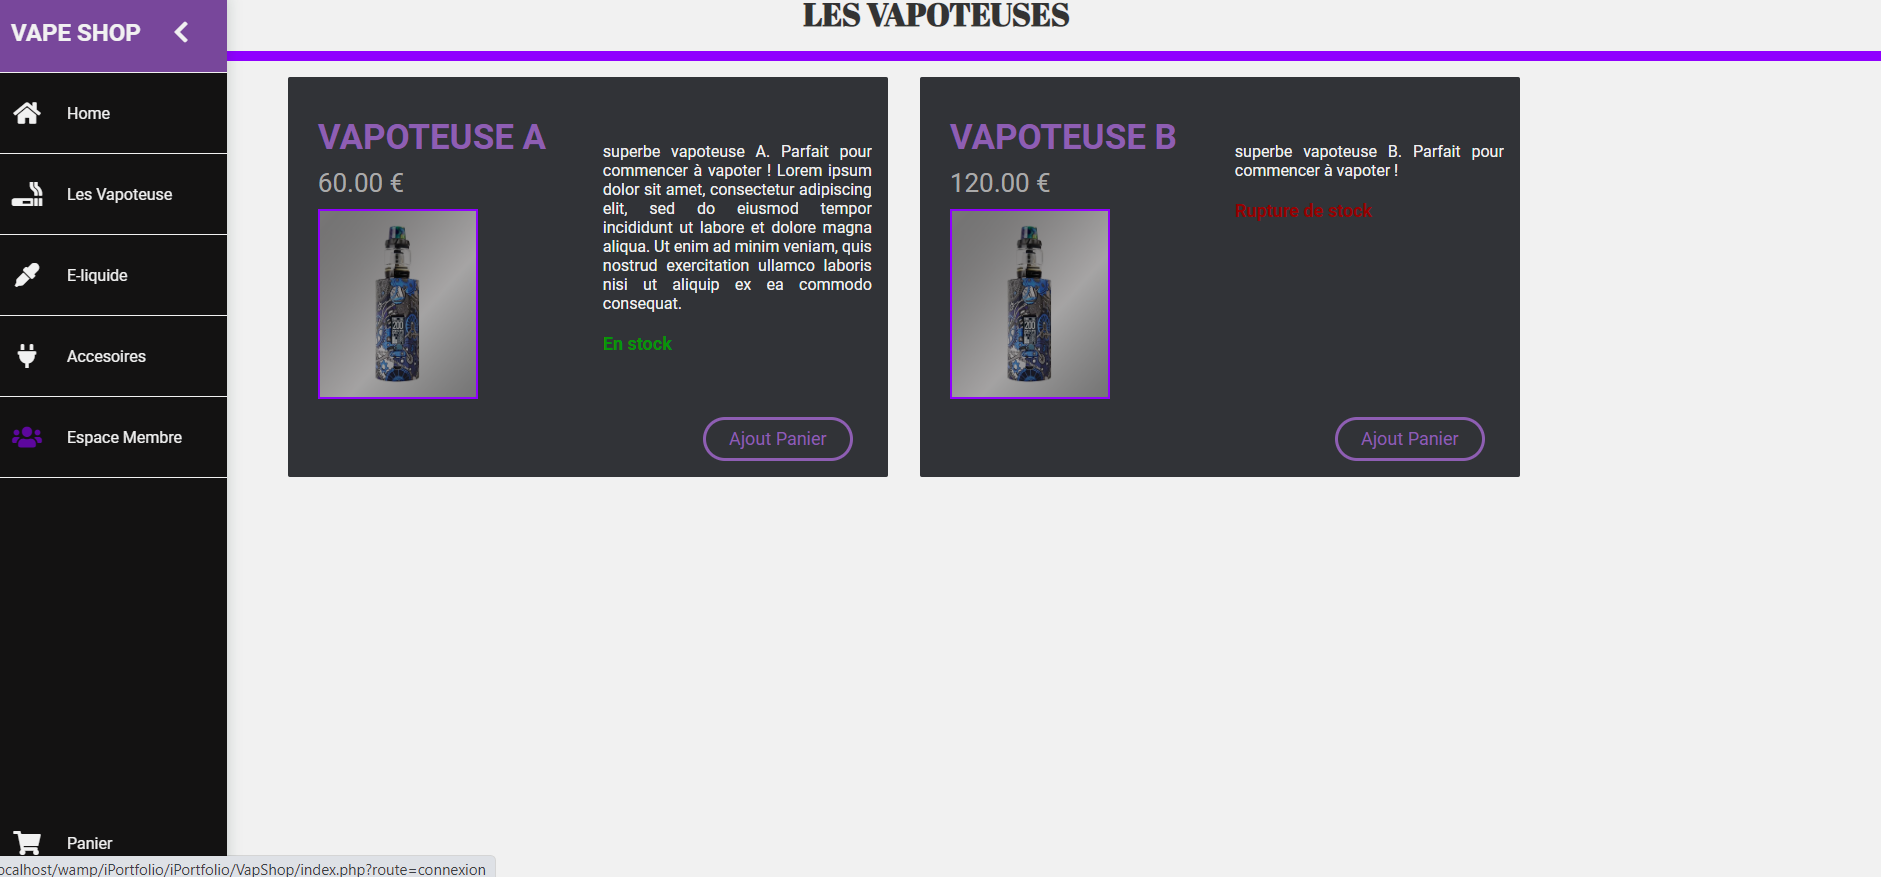 VAPE SHOP
Home
Les Vapoteuse
E-liquide
Accesoires
Espace Membre
Panier
LES VAPOTEUSES
VAPOTEUSE A
60.00 €
200
superbe vapoteuse A. Parfait pour
commencer à vapoter ! Lorem ipsum
dolor sit amet, consectetur adipiscing
elit, sed do eiusmod tempor
incididunt ut labore et dolore magna
aliqua. Ut enim ad minim veniam, quis
nostrud exercitation ullamco laboris
nisi ut aliquip ex ea commodo
consequat.
En stock
Ajout Panier
VAPOTEUSE B
120.00 €
200
superbe vapoteuse B. Parfait pour
commencer à vapoter !
Rupture de stock
Ajout Panier
ocalhost/wamp/iPortfolio/iPortfolio/VapShop/index.php?route=connexion